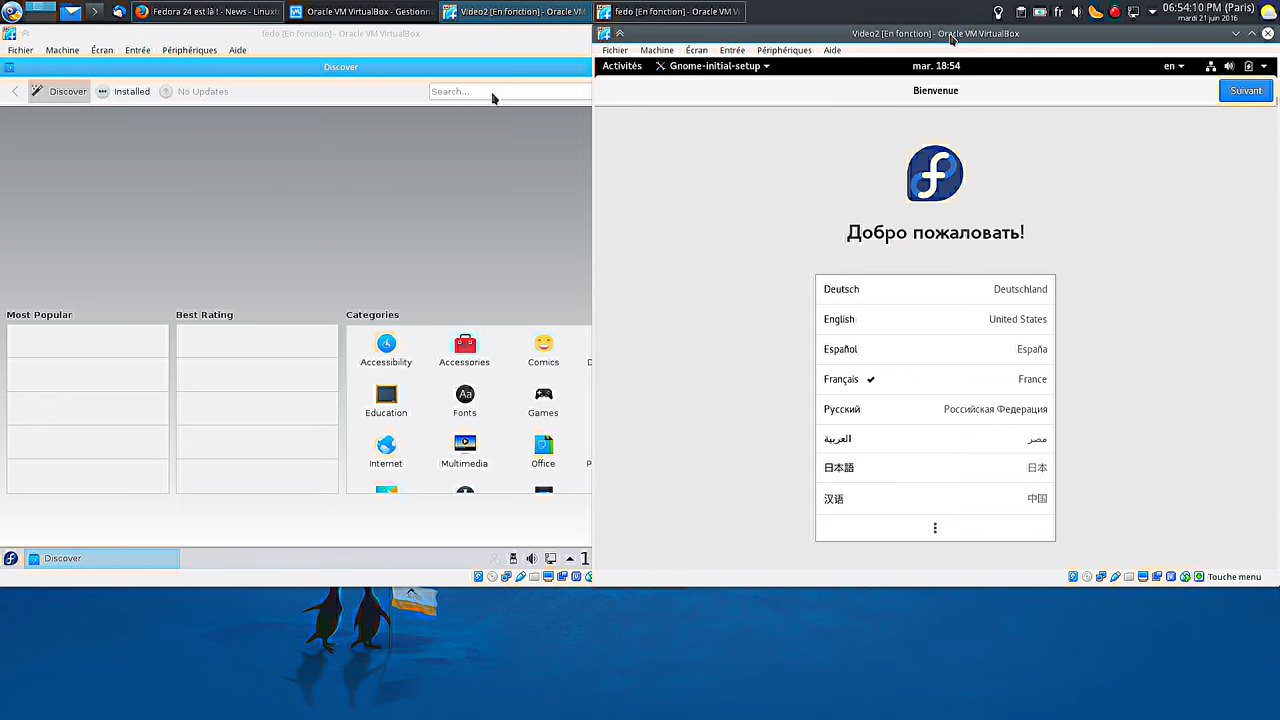 Fedora 24 est là ! - News - Linuxt
Oracle VM VirtualBox - Gestionn
Video2 [En fonction] - Oracle VM
fedo [En fonction] - Oracle VM Vi
fr
06:54:10 PM (Paris)
mardi 21 juin 2016
fedo [En fonction] - Oracle VM VirtualBox
Fichier Machine Écran Entrée Périphériques Aide
Discover
Discover Installed No Updates Search...
Most Popular Best Rating Categories
Accessibility Accessories Comics
Education Fonts Games
Internet Multimedia Office
Discover 1
Video2 [En fonction] - Oracle VM VirtualBox
Fichier Machine Écran Entrée Périphériques Aide
Activités Gnome-initial-setup mar. 18:54 en
Bienvenue Suivant
Добро пожаловать!
Deutsch Deutschland
English United States
Español España
Français France
Русский Российская Федерация
العربية مصر
日本語 日本
汉语 中国
Touche menu